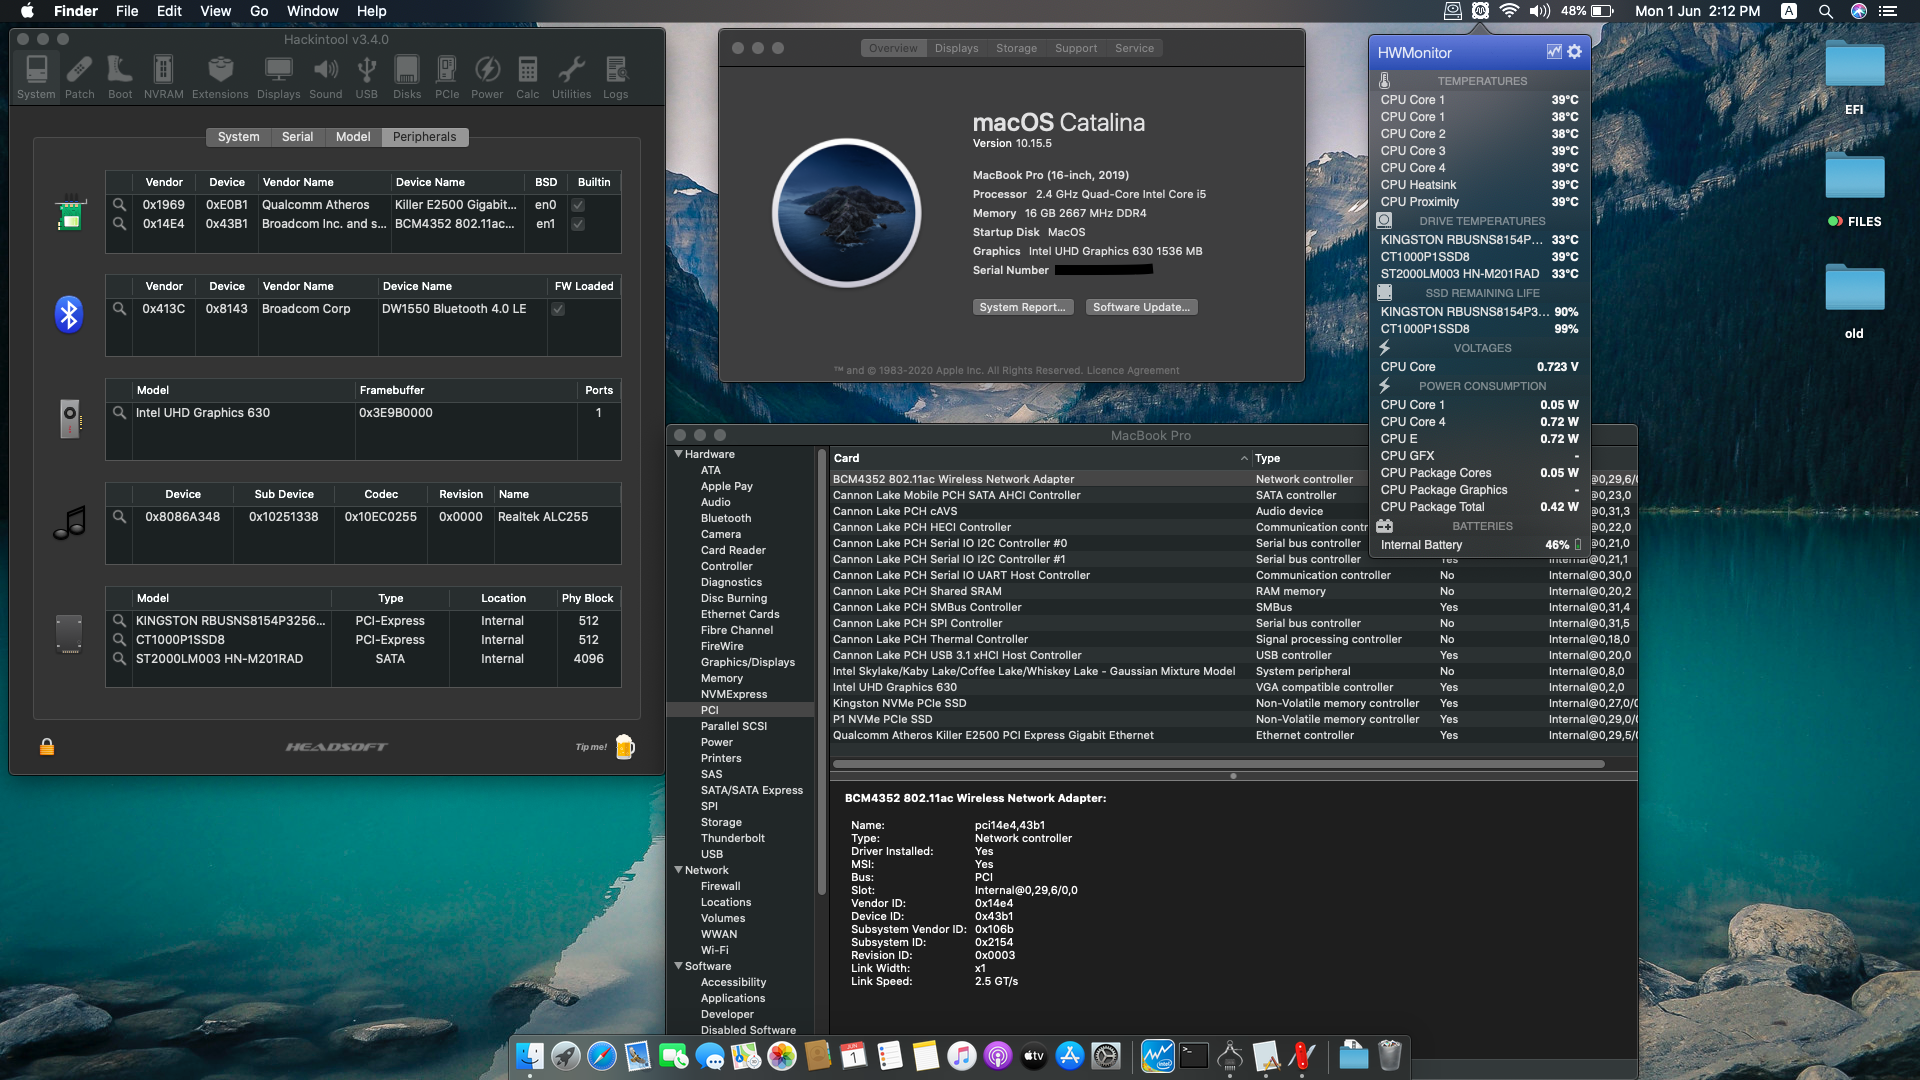 Finder File Edit View Go Window Help
48% Mon 1 Jun 2:12 PM A
Hackintool v3.4.0
System Patch Boot NVRAM Extensions Displays Sound USB Disks PCIe Power Calc Utilities Logs
System Serial Model Peripherals
Vendor Device Vendor Name Device Name BSD Builtin
0x1969 0xE0B1 Qualcomm Atheros Killer E2500 Gigabit... en0
0x14E4 0x43B1 Broadcom Inc. and s... BCM4352 802.11ac... en1
Vendor Device Vendor Name Device Name FW Loaded
0x413C 0x8143 Broadcom Corp DW1550 Bluetooth 4.0 LE
Model Framebuffer Ports
Intel UHD Graphics 630 0x3E9B0000 1
Device Sub Device Codec Revision Name
0x8086A348 0x10251338 0x10EC0255 0x0000 Realtek ALC255
Model Type Location Phy Block
KINGSTON RBUSNS8154P3256... PCI-Express Internal 512
CT1000P1SSD8 PCI-Express Internal 512
ST2000LM003 HN-M201RAD SATA Internal 4096
HEADSOFT Tip me!
Overview Displays Storage Support Service
macOS Catalina
Version 10.15.5
MacBook Pro (16-inch, 2019)
Processor 2.4 GHz Quad-Core Intel Core i5
Memory 16 GB 2667 MHz DDR4
Startup Disk MacOS
Graphics Intel UHD Graphics 630 1536 MB
Serial Number
System Report... Software Update...
™ and © 1983-2020 Apple Inc. All Rights Reserved. Licence Agreement
HWMonitor
TEMPERATURES
CPU Core 1 39°C
CPU Core 1 38°C
CPU Core 2 38°C
CPU Core 3 39°C
CPU Core 4 39°C
CPU Heatsink 39°C
CPU Proximity 39°C
DRIVE TEMPERATURES
KINGSTON RBUSNS8154P... 33°C
CT1000P1SSD8 39°C
ST2000LM003 HN-M201RAD 33°C
SSD REMAINING LIFE
KINGSTON RBUSNS8154P3... 90%
CT1000P1SSD8 99%
VOLTAGES
CPU Core 0.723 V
POWER CONSUMPTION
CPU Core 1 0.05 W
CPU Core 4 0.72 W
CPU E 0.72 W
CPU GFX -
CPU Package Cores 0.05 W
CPU Package Graphics -
CPU Package Total 0.42 W
BATTERIES
Internal Battery 46%
EFI
FILES
old
MacBook Pro
Hardware
ATA
Apple Pay
Audio
Bluetooth
Camera
Card Reader
Controller
Diagnostics
Disc Burning
Ethernet Cards
Fibre Channel
FireWire
Graphics/Displays
Memory
NVMExpress
PCI
Parallel SCSI
Power
Printers
SAS
SATA/SATA Express
SPI
Storage
Thunderbolt
USB
Network
Firewall
Locations
Volumes
WWAN
Wi-Fi
Software
Accessibility
Applications
Developer
Disabled Software
Card Type
BCM4352 802.11ac Wireless Network Adapter Network controller @0,29,6/0
Cannon Lake Mobile PCH SATA AHCI Controller SATA controller @0,23,0
Cannon Lake PCH cAVS Audio device @0,31,3
Cannon Lake PCH HECI Controller Communication contr @0,22,0
Cannon Lake PCH Serial IO I2C Controller #0 Serial bus controller @0,21,0
Cannon Lake PCH Serial IO I2C Controller #1 Serial bus controller Yes Internal@0,21,1
Cannon Lake PCH Serial IO UART Host Controller Communication controller No Internal@0,30,0
Cannon Lake PCH Shared SRAM RAM memory No Internal@0,20,2
Cannon Lake PCH SMBus Controller SMBus Yes Internal@0,31,4
Cannon Lake PCH SPI Controller Serial bus controller No Internal@0,31,5
Cannon Lake PCH Thermal Controller Signal processing controller No Internal@0,18,0
Cannon Lake PCH USB 3.1 xHCI Host Controller USB controller Yes Internal@0,20,0
Intel Skylake/Kaby Lake/Coffee Lake/Whiskey Lake - Gaussian Mixture Model System peripheral No Internal@0,8,0
Intel UHD Graphics 630 VGA compatible controller Yes Internal@0,2,0
Kingston NVMe PCIe SSD Non-Volatile memory controller Yes Internal@0,27,0/0
P1 NVMe PCIe SSD Non-Volatile memory controller Yes Internal@0,29,0/0
Qualcomm Atheros Killer E2500 PCI Express Gigabit Ethernet Ethernet controller Yes Internal@0,29,5/0
BCM4352 802.11ac Wireless Network Adapter:
Name: pci14e4,43b1
Type: Network controller
Driver Installed: Yes
MSI: Yes
Bus: PCI
Slot: Internal@0,29,6/0,0
Vendor ID: 0x14e4
Device ID: 0x43b1
Subsystem Vendor ID: 0x106b
Subsystem ID: 0x2154
Revision ID: 0x0003
Link Width: x1
Link Speed: 2.5 GT/s
JUN 1 tv